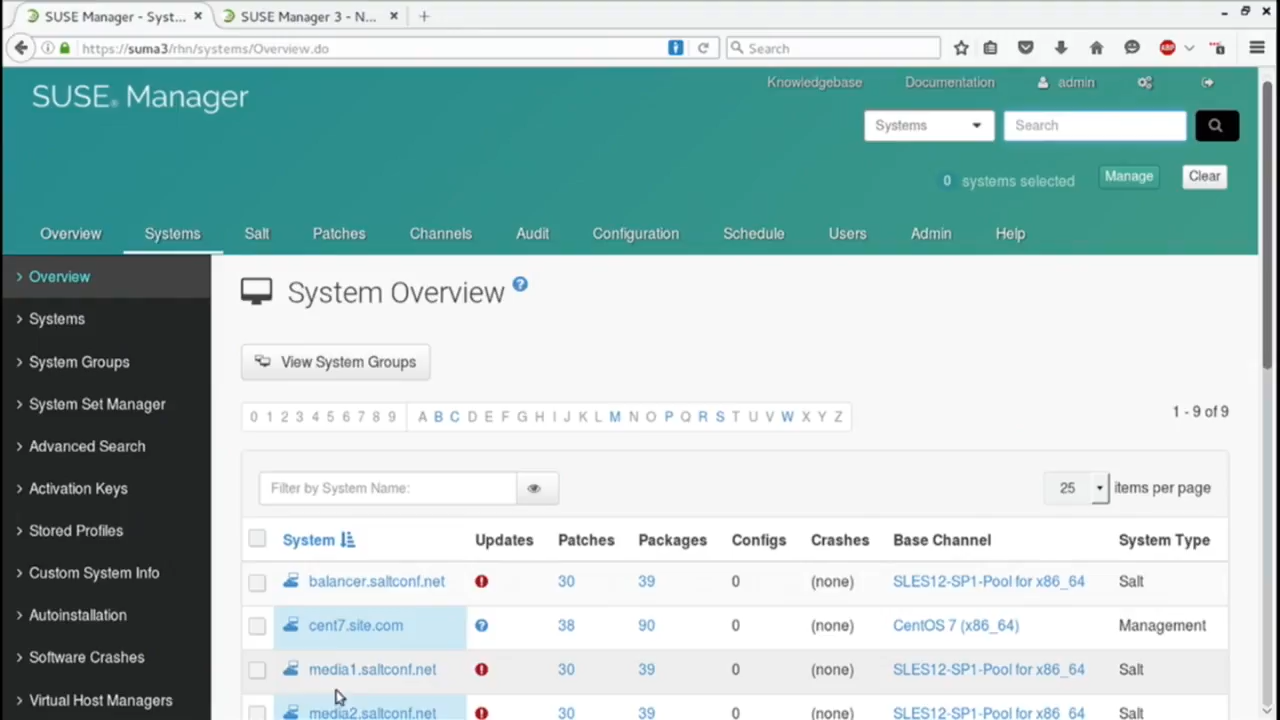 SUSE Manager - Syst... × SUSE Manager 3 - N... ×
https://suma3/rhn/systems/Overview.do Search ABP
SUSE Manager
Knowledgebase Documentation admin
Systems Search
0 systems selected Manage Clear
Overview Systems Salt Patches Channels Audit Configuration Schedule Users Admin Help
Overview
Systems
System Groups
System Set Manager
Advanced Search
Activation Keys
Stored Profiles
Custom System Info
Autoinstallation
Software Crashes
Virtual Host Managers
System Overview ?
View System Groups
0 1 2 3 4 5 6 7 8 9 A B C D E F G H I J K L M N O P Q R S T U V W X Y Z
1 - 9 of 9
Filter by System Name: 25 items per page
System Updates Patches Packages Configs Crashes Base Channel System Type
balancer.saltconf.net 30 39 0 (none) SLES12-SP1-Pool for x86_64 Salt
cent7.site.com 38 90 0 (none) CentOS 7 (x86_64) Management
media1.saltconf.net 30 39 0 (none) SLES12-SP1-Pool for x86_64 Salt
media2.saltconf.net 30 39 0 (none) SLES12-SP1-Pool for x86_64 Salt